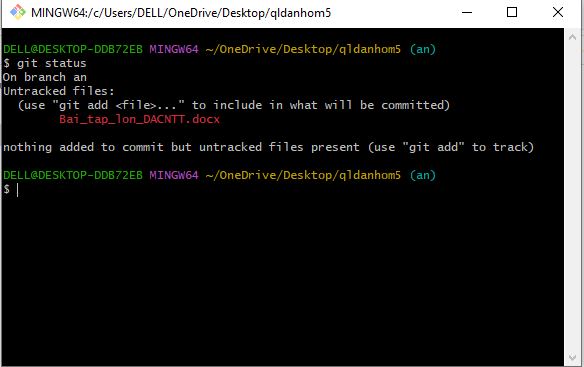 MINGW64:/c/Users/DELL/OneDrive/Desktop/qldanhom5
DELL@DESKTOP-DDB72EB MINGW64 ~/OneDrive/Desktop/qldanhom5 (an)
$ git status
On branch an
Untracked files:
  (use "git add <file>..." to include in what will be committed)
        Bai_tap_lon_DACNTT.docx
nothing added to commit but untracked files present (use "git add" to track)
DELL@DESKTOP-DDB72EB MINGW64 ~/OneDrive/Desktop/qldanhom5 (an)
$